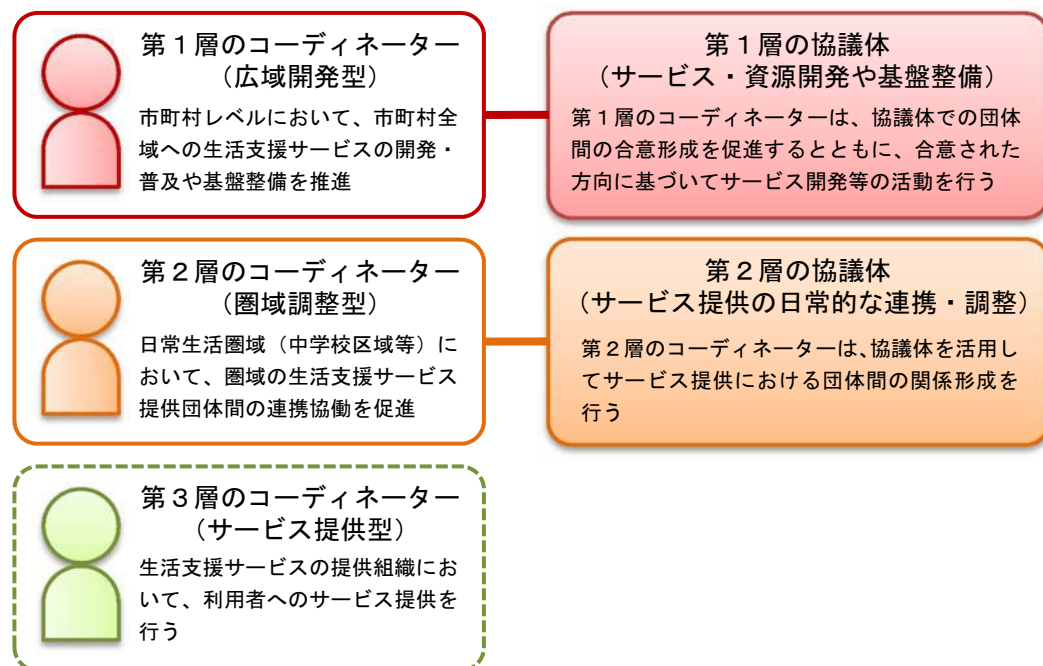 第１層のコーディネーター
（広域開発型）
市町村レベルにおいて、市町村全
域への生活支援サービスの開発・
普及や基盤整備を推進
第１層の協議体
（サービス・資源開発や基盤整備）
第１層のコーディネーターは、協議体での団体
間の合意形成を促進するとともに、合意された
方向に基づいてサービス開発等の活動を行う
第２層のコーディネーター
（圏域調整型）
日常生活圏域（中学校区域等）に
おいて、圏域の生活支援サービス
提供団体間の連携協働を促進
第２層の協議体
（サービス提供の日常的な連携・調整）
第２層のコーディネーターは、協議体を活用し
てサービス提供における団体間の関係形成を
行う
第３層のコーディネーター
（サービス提供型）
生活支援サービスの提供組織にお
いて、利用者へのサービス提供を
行う